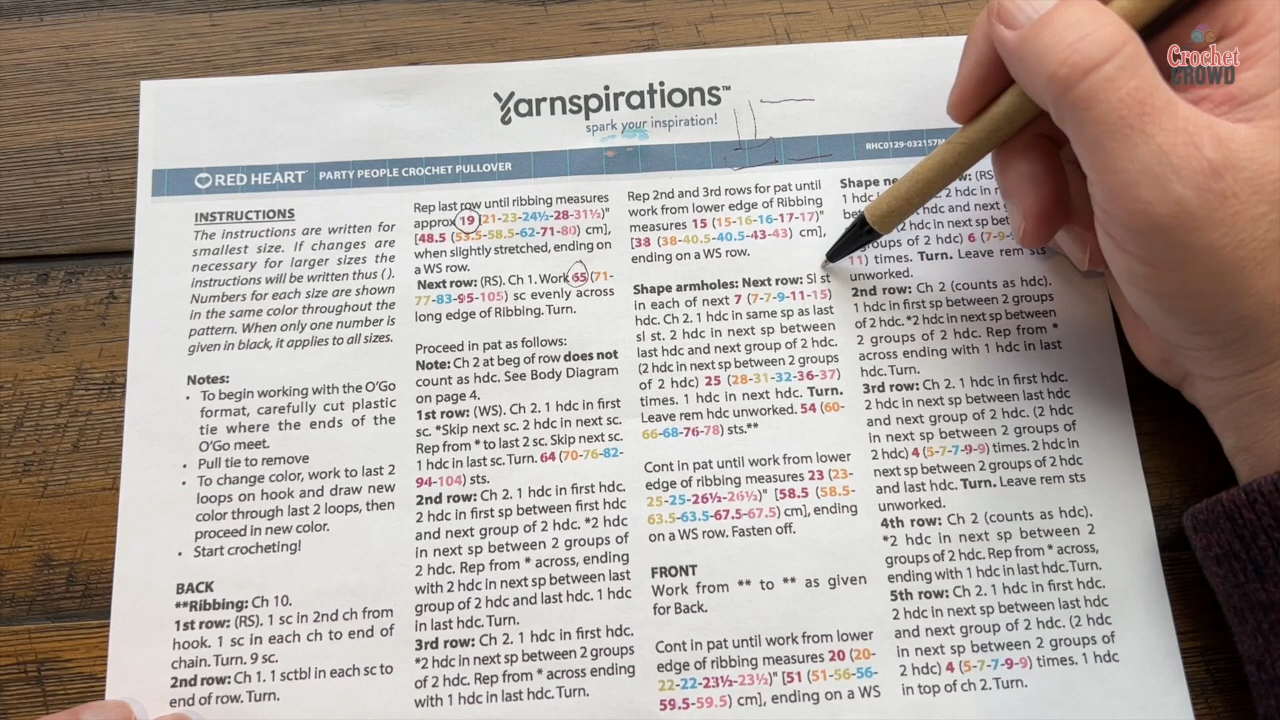 Crochet
CROWD
Yarnspirations™
spark your inspiration!
RED HEART® PARTY PEOPLE CROCHET PULLOVER
RHC0129-032157M
INSTRUCTIONS
The instructions are written for
smallest size. If changes are
necessary for larger sizes the
instructions will be written thus ( ).
Numbers for each size are shown
in the same color throughout the
pattern. When only one number is
given in black, it applies to all sizes.
Notes:
• To begin working with the O'Go
format, carefully cut plastic
tie where the ends of the
O'Go meet.
• Pull tie to remove
• To change color, work to last 2
loops on hook and draw new
color through last 2 loops, then
proceed in new color.
• Start crocheting!
BACK
**Ribbing: Ch 10.
1st row: (RS). 1 sc in 2nd ch from
hook. 1 sc in each ch to end of
chain. Turn. 9 sc.
2nd row: Ch 1. 1 sctbl in each sc to
end of row. Turn.
Rep last row until ribbing measures
approx 19 (21-23-24½-28-31½)"
[48.5 (53.5-58.5-62-71-80) cm],
when slightly stretched, ending on
a WS row.
Next row: (RS). Ch 1. Work 65 (71-
77-83-95-105) sc evenly across
long edge of Ribbing. Turn.
Proceed in pat as follows:
Note: Ch 2 at beg of row does not
count as hdc. See Body Diagram
on page 4.
1st row: (WS). Ch 2. 1 hdc in first
sc. *Skip next sc. 2 hdc in next sc.
Rep from * to last 2 sc. Skip next sc.
1 hdc in last sc. Turn. 64 (70-76-82-
94-104) sts.
2nd row: Ch 2. 1 hdc in first hdc.
2 hdc in sp between first hdc
and next group of 2 hdc. *2 hdc
in next sp between 2 groups of
2 hdc. Rep from * across, ending
with 2 hdc in next sp between last
group of 2 hdc and last hdc. 1 hdc
in last hdc. Turn.
3rd row: Ch 2. 1 hdc in first hdc.
*2 hdc in next sp between 2 groups
of 2 hdc. Rep from * across ending
with 1 hdc in last hdc. Turn.
Rep 2nd and 3rd rows for pat until
work from lower edge of Ribbing
measures 15 (15-16-16-17-17)"
[38 (38-40.5-40.5-43-43) cm],
ending on a WS row.
Shape armholes: Next row: Sl st
in each of next 7 (7-7-9-11-15)
hdc. Ch 2. 1 hdc in same sp as last
sl st. 2 hdc in next sp between
last hdc and next group of 2 hdc.
(2 hdc in next sp between 2 groups
of 2 hdc) 25 (28-31-32-36-37)
times. 1 hdc in next hdc. Turn.
Leave rem hdc unworked. 54 (60-
66-68-76-78) sts.**
Cont in pat until work from lower
edge of ribbing measures 23 (23-
25-25-26½-26½)" [58.5 (58.5-
63.5-63.5-67.5-67.5) cm], ending
on a WS row. Fasten off.
FRONT
Work from ** to ** as given
for Back.
Cont in pat until work from lower
edge of ribbing measures 20 (20-
22-22-23½-23½)" [51 (51-56-56-
59.5-59.5) cm], ending on a WS
Shape row: (RS
1 hdc 2 hdc in
hdc and next g
(2 hdc in next sp bet
groups of 2 hdc) 6 (7-9-
11) times. Turn. Leave rem sts
unworked.
2nd row: Ch 2 (counts as hdc).
1 hdc in first sp between 2 groups
of 2 hdc. *2 hdc in next sp between
2 groups of 2 hdc. Rep from *
across ending with 1 hdc in last
hdc. Turn.
3rd row: Ch 2. 1 hdc in first hdc.
2 hdc in next sp between last hdc
and next group of 2 hdc. (2 hdc
in next sp between 2 groups of
2 hdc) 4 (5-7-7-9-9) times. 2 hdc in
next sp between 2 groups of 2 hdc
and last hdc. Turn. Leave rem sts
unworked.
4th row: Ch 2 (counts as hdc).
*2 hdc in next sp between 2
groups of 2 hdc. Rep from * across,
ending with 1 hdc in last hdc. Turn.
5th row: Ch 2. 1 hdc in first hdc.
2 hdc in next sp between last hdc
and next group of 2 hdc. (2 hdc
in next sp between 2 groups of
2 hdc) 4 (5-7-7-9-9) times. 1 hdc
in top of ch 2. Turn.